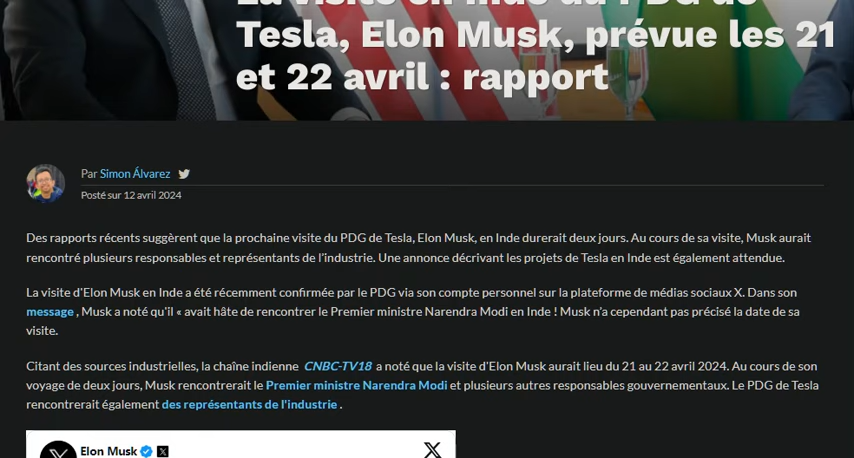 La visite en Inde du PDG de
Tesla, Elon Musk, prévue les 21
et 22 avril : rapport
Par Simon Álvarez
Posté sur 12 avril 2024
Des rapports récents suggèrent que la prochaine visite du PDG de Tesla, Elon Musk, en Inde durerait deux jours. Au cours de sa visite, Musk aurait
rencontré plusieurs responsables et représentants de l'industrie. Une annonce décrivant les projets de Tesla en Inde est également attendue.
La visite d'Elon Musk en Inde a été récemment confirmée par le PDG via son compte personnel sur la plateforme de médias sociaux X. Dans son
message , Musk a noté qu'il « avait hâte de rencontrer le Premier ministre Narendra Modi en Inde ! Musk n'a cependant pas précisé la date de sa
visite.
Citant des sources industrielles, la chaîne indienne CNBC-TV18 a noté que la visite d'Elon Musk aurait lieu du 21 au 22 avril 2024. Au cours de son
voyage de deux jours, Musk rencontrerait le Premier ministre Narendra Modi et plusieurs autres responsables gouvernementaux. Le PDG de Tesla
rencontrerait également des représentants de l'industrie .
Elon Musk